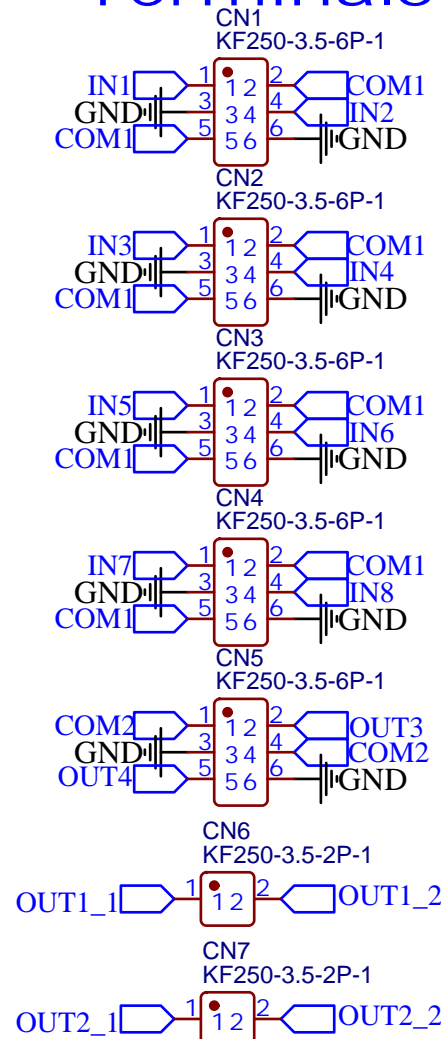 Terminals
CN1
KF250-3.5-6P-1
IN1 1 1 2 2 COM1
GND 3 3 4 4 IN2
COM1 5 5 6 6 GND
CN2
KF250-3.5-6P-1
IN3 1 1 2 2 COM1
GND 3 3 4 4 IN4
COM1 5 5 6 6 GND
CN3
KF250-3.5-6P-1
IN5 1 1 2 2 COM1
GND 3 3 4 4 IN6
COM1 5 5 6 6 GND
CN4
KF250-3.5-6P-1
IN7 1 1 2 2 COM1
GND 3 3 4 4 IN8
COM1 5 5 6 6 GND
CN5
KF250-3.5-6P-1
COM2 1 1 2 2 OUT3
GND 3 3 4 4 COM2
OUT4 5 5 6 6 GND
CN6
KF250-3.5-2P-1
OUT1_1 1 1 2 2 OUT1_2
CN7
KF250-3.5-2P-1
OUT2_1 1 1 2 2 OUT2_2